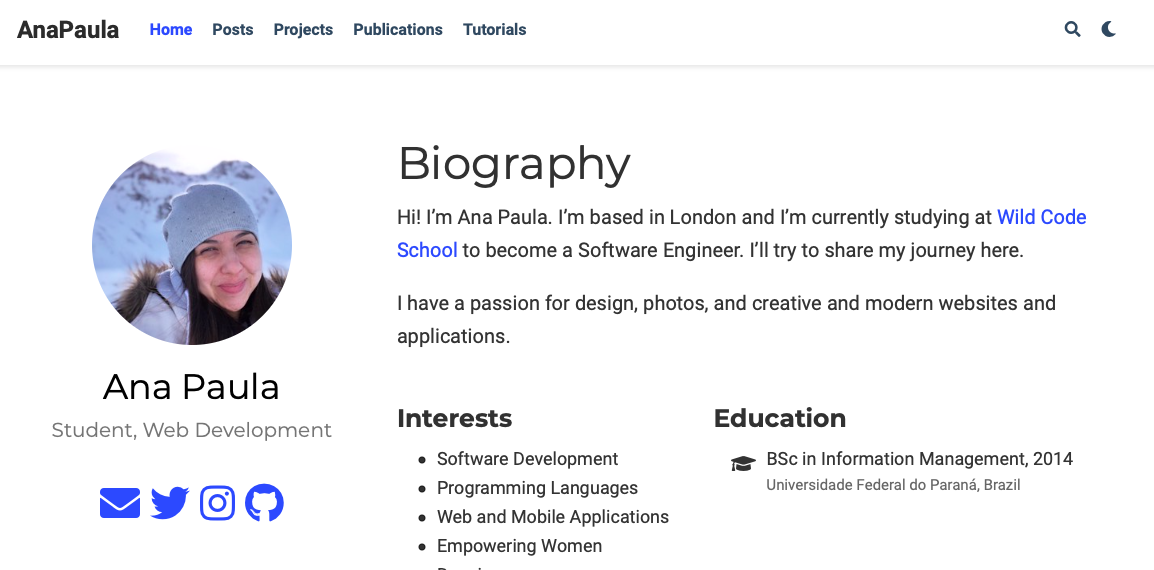 AnaPaula Home Posts Projects Publications Tutorials
Biography
Hi! I’m Ana Paula. I’m based in London and I’m currently studying at Wild Code
School to become a Software Engineer. I’ll try to share my journey here.
I have a passion for design, photos, and creative and modern websites and
applications.
Ana Paula
Student, Web Development
Interests
Software Development
Programming Languages
Web and Mobile Applications
Empowering Women
Education
BSc in Information Management, 2014
Universidade Federal do Paraná, Brazil